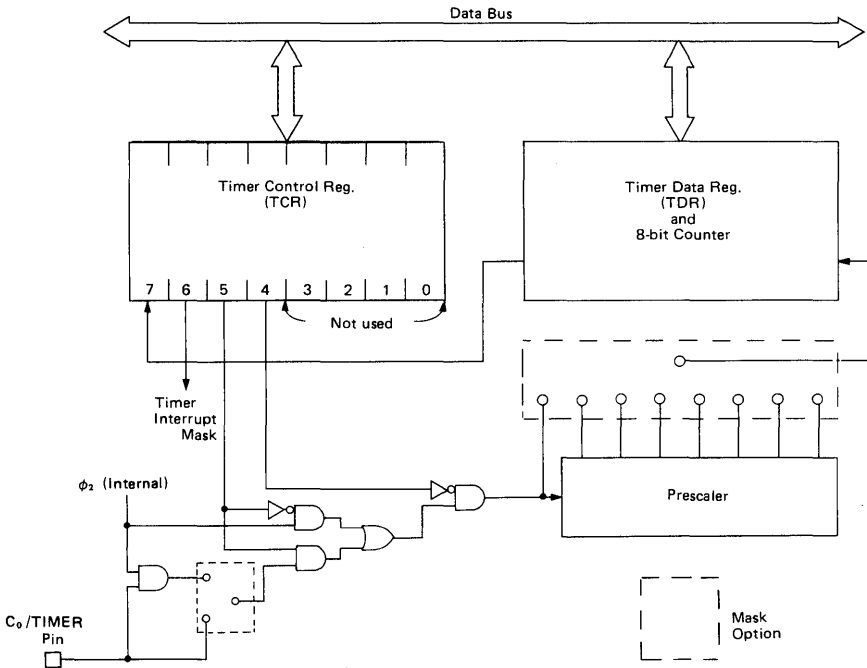 Data Bus
Timer Control Reg.
(TCR)
Timer Data Reg.
(TDR)
and
8-bit Counter
7 6 5 4 3 2 1 0
Not used
Timer
Interrupt
Mask
φ₂ (Internal)
Prescaler
C₀/TIMER
Pin
Mask
Option